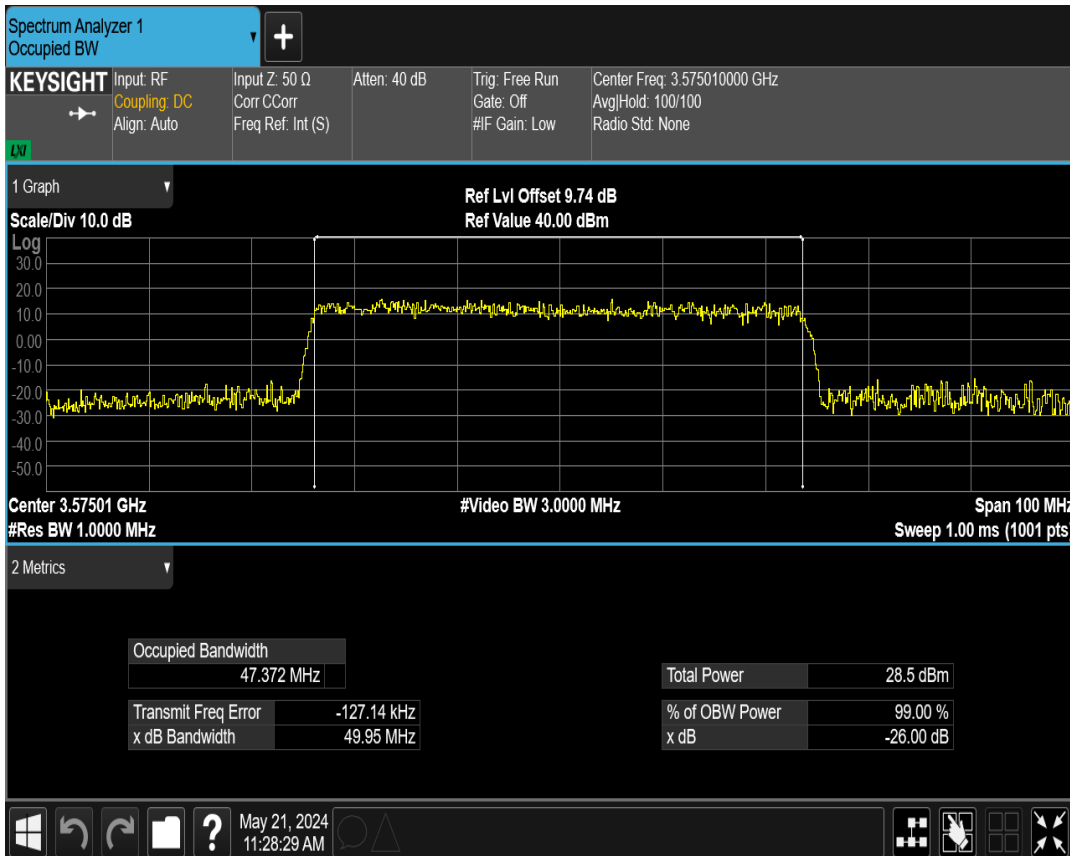 Spectrum Analyzer 1
Occupied BW
+
KEYSIGHT
LXI
Input: RF
Coupling: DC
Align: Auto
Input Z: 50 Ω
Corr CCorr
Freq Ref: Int (S)
Atten: 40 dB
Trig: Free Run
Gate: Off
#IF Gain: Low
Center Freq: 3.575010000 GHz
Avg|Hold: 100/100
Radio Std: None
1 Graph
Scale/Div 10.0 dB
Ref Lvl Offset 9.74 dB
Ref Value 40.00 dBm
Log
30.0
20.0
10.0
0.00
-10.0
-20.0
-30.0
-40.0
-50.0
Center 3.57501 GHz
#Res BW 1.0000 MHz
#Video BW 3.0000 MHz
Span 100 MHz
Sweep 1.00 ms (1001 pts)
2 Metrics
Occupied Bandwidth
47.372 MHz
Transmit Freq Error -127.14 kHz
x dB Bandwidth 49.95 MHz
Total Power 28.5 dBm
% of OBW Power 99.00 %
x dB -26.00 dB
?
May 21, 2024
11:28:29 AM